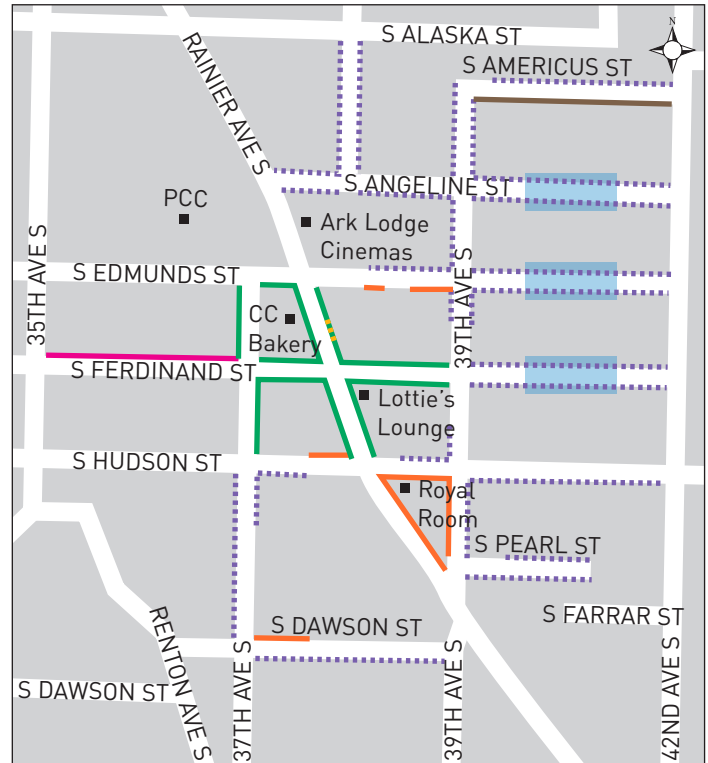 N
S ALASKA ST
RAINIER AVE S
S AMERICUS ST
S ANGELINE ST
PCC
Ark Lodge
Cinemas
35TH AVE S
S EDMUNDS ST
39TH AVE S
CC
Bakery
S FERDINAND ST
Lottie's
Lounge
S HUDSON ST
Royal
Room
S PEARL ST
RENTON AVE S
S FARRAR ST
S DAWSON ST
S DAWSON ST
37TH AVE S
39TH AVE S
42ND AVE S